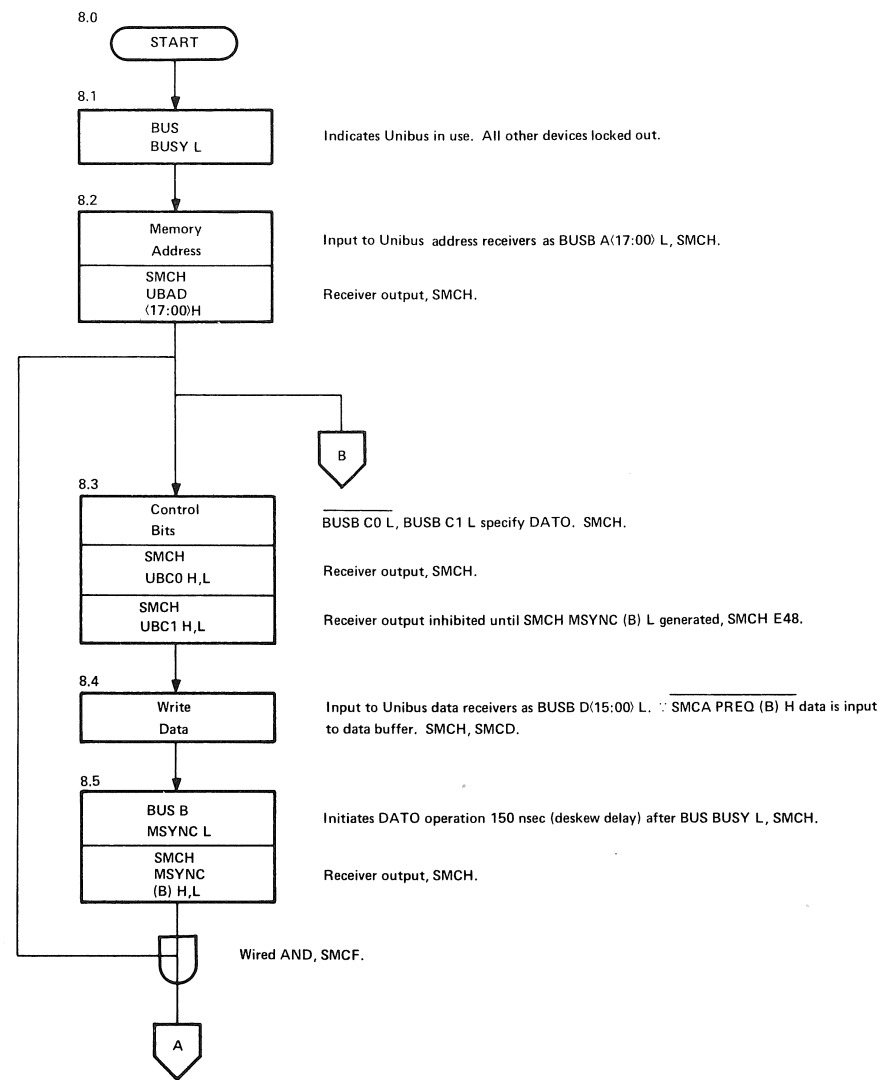 8.0
START
8.1
BUS
BUSY L
Indicates Unibus in use. All other devices locked out.
8.2
Memory
Address
Input to Unibus address receivers as BUSB A⟨17:00⟩ L, SMCH.
SMCH
UBAD
⟨17:00⟩H
Receiver output, SMCH.
B
8.3
Control
Bits
BUSB C0 L, BUSB C1 L specify DATO. SMCH.
SMCH
UBC0 H,L
Receiver output, SMCH.
SMCH
UBC1 H,L
Receiver output inhibited until SMCH MSYNC (B) L generated, SMCH E48.
8.4
Write
Data
Input to Unibus data receivers as BUSB D⟨15:00⟩ L. ∵ SMCA PREQ (B) H data is input
to data buffer. SMCH, SMCD.
8.5
BUS B
MSYNC L
Initiates DATO operation 150 nsec (deskew delay) after BUS BUSY L, SMCH.
SMCH
MSYNC
(B) H,L
Receiver output, SMCH.
Wired AND, SMCF.
A